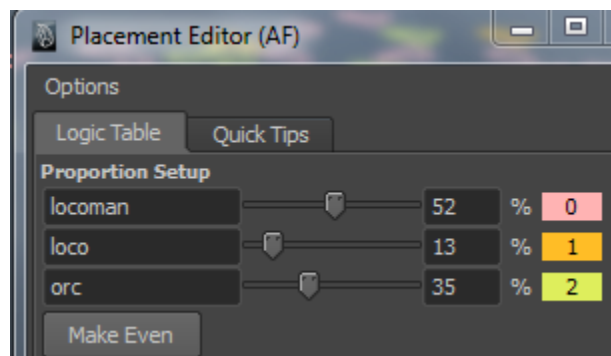 Placement Editor (AF)
Options
Logic Table Quick Tips
Proportion Setup
locoman 52 % 0
loco 13 % 1
orc 35 % 2
Make Even